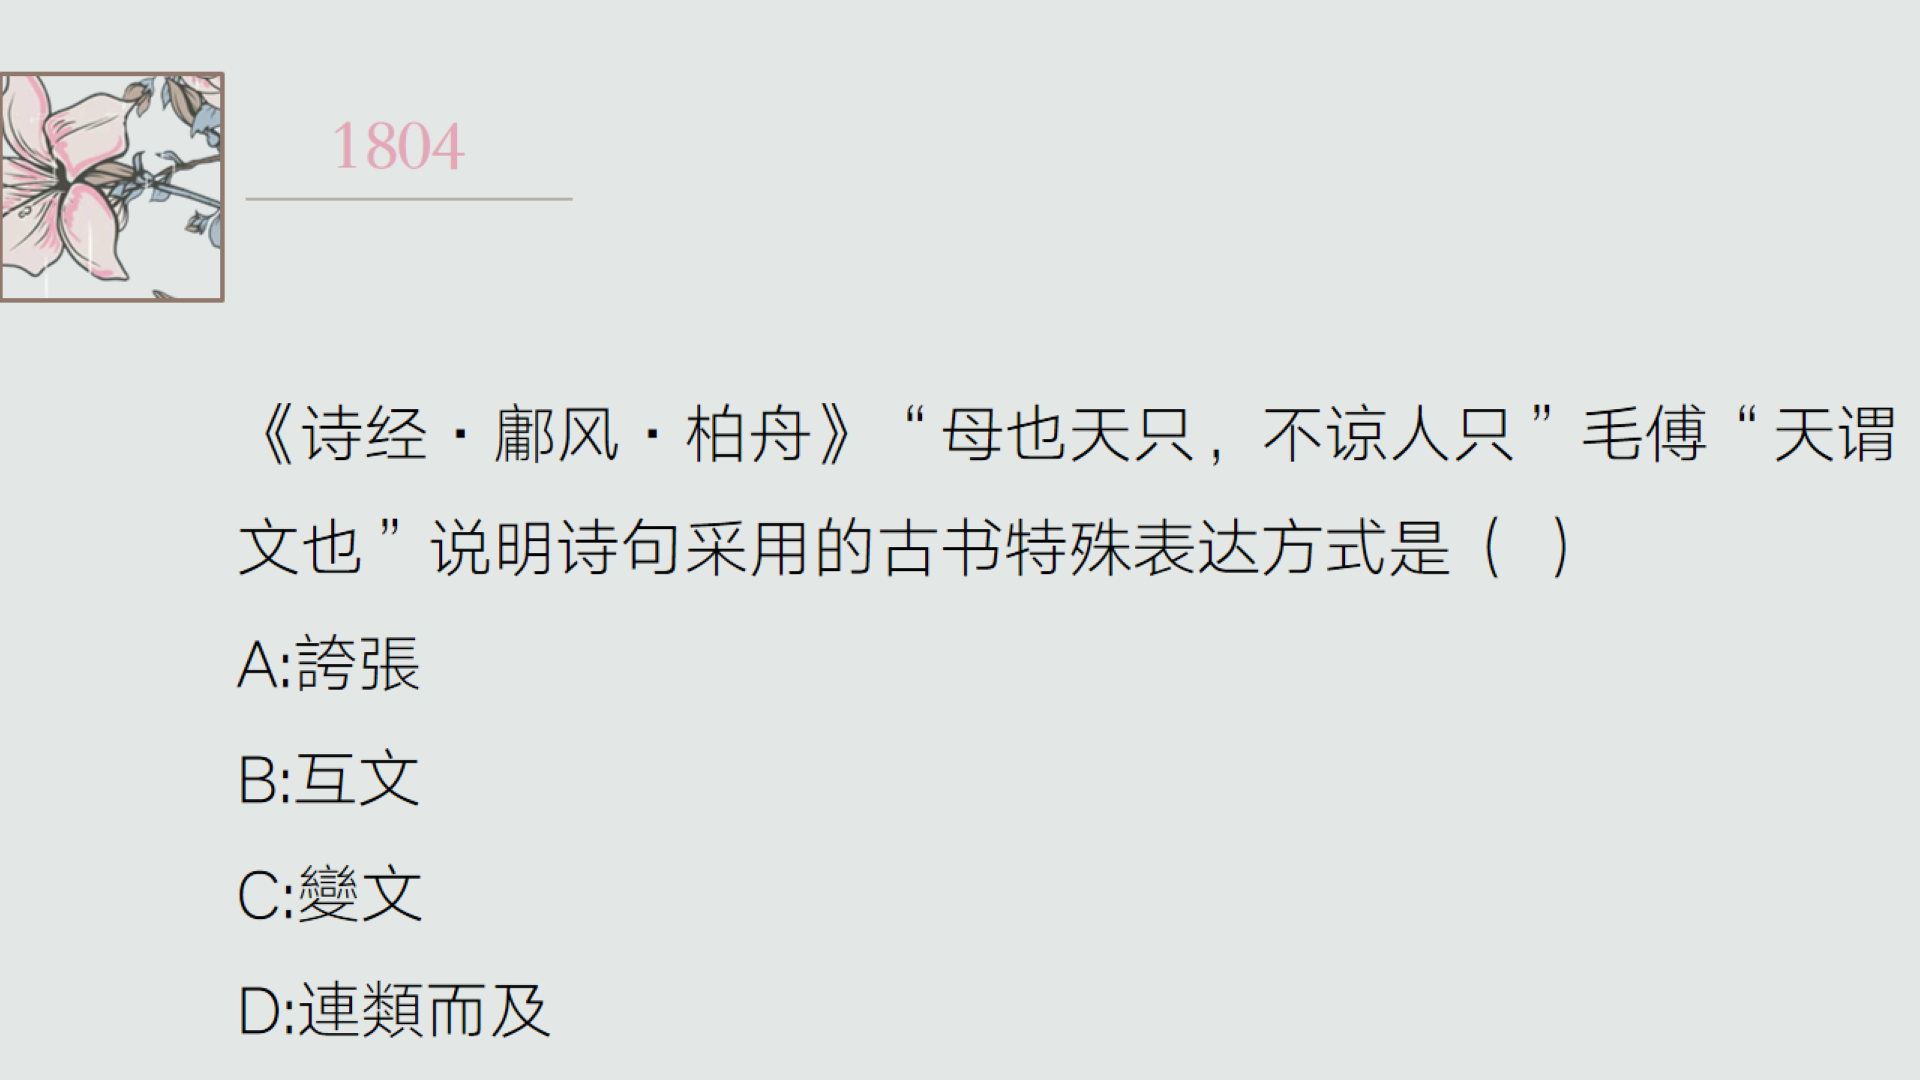 1804
《诗经·鄘风·柏舟》“母也天只，不谅人只”毛傅“天谓
文也”说明诗句采用的古书特殊表达方式是（ ）
A:誇張
B:互文
C:變文
D:連類而及